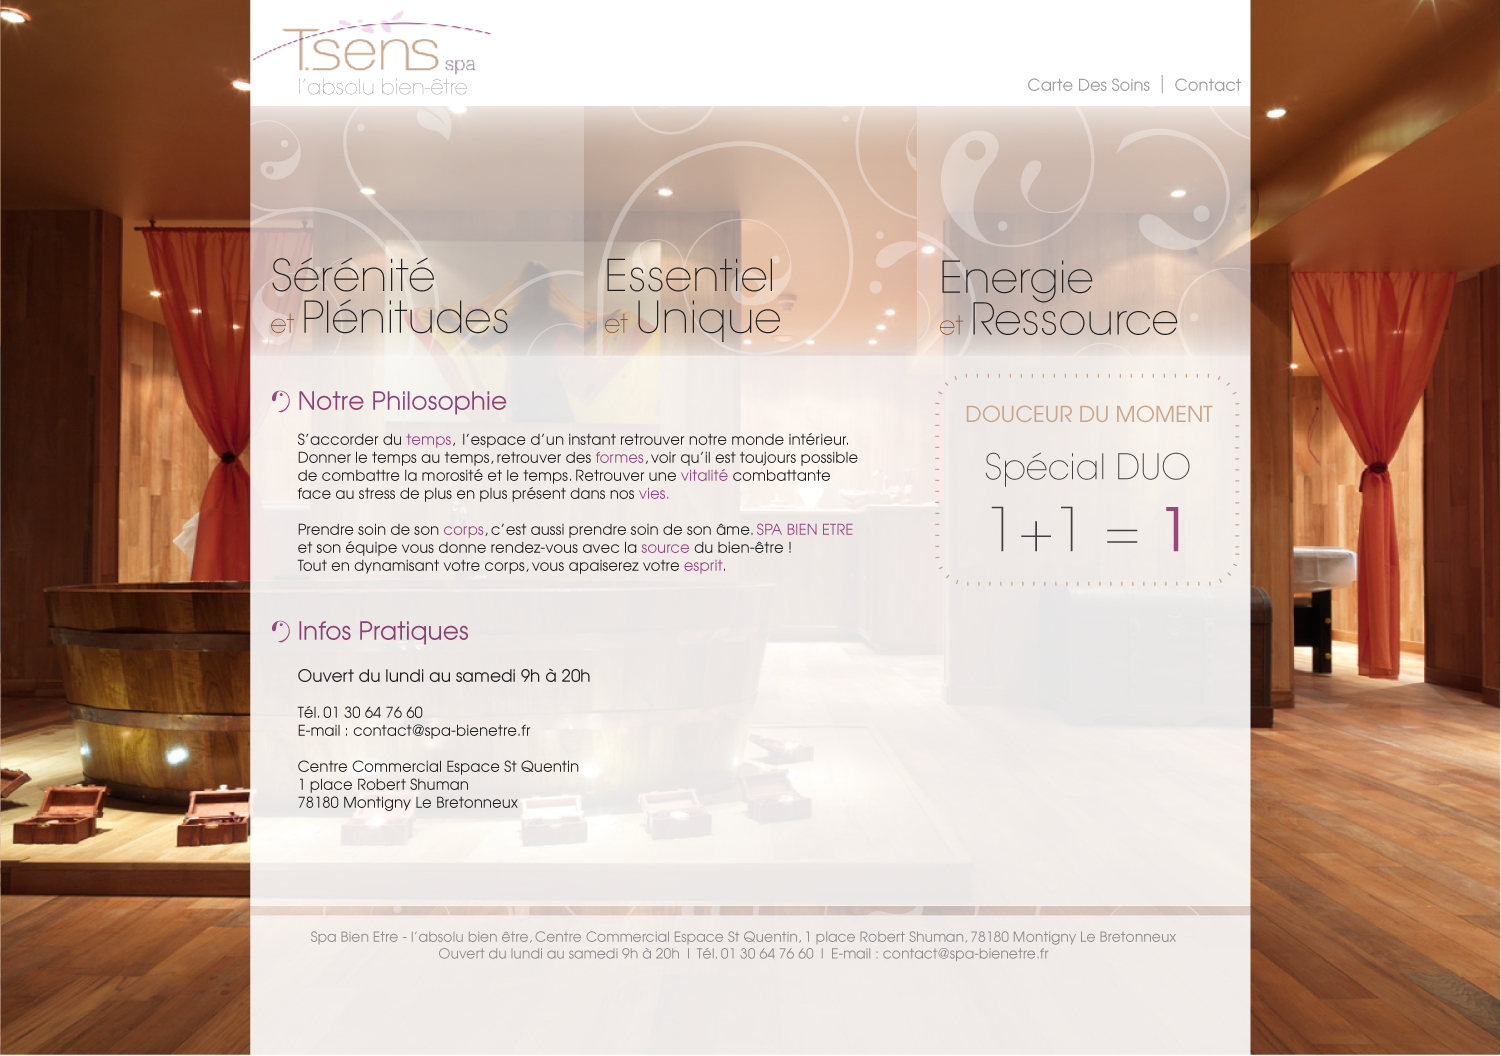 T.sens spa
l'absolu bien-être
Carte Des Soins | Contact
Sérénité
et Plénitudes
Essentiel
et Unique
Energie
et Ressource
Notre Philosophie
S'accorder du temps, l'espace d'un instant retrouver notre monde intérieur.
Donner le temps au temps, retrouver des formes, voir qu'il est toujours possible
de combattre la morosité et le temps. Retrouver une vitalité combattante
face au stress de plus en plus présent dans nos vies.
Prendre soin de son corps, c'est aussi prendre soin de son âme. SPA BIEN ETRE
et son équipe vous donne rendez-vous avec la source du bien-être !
Tout en dynamisant votre corps, vous apaiserez votre esprit.
DOUCEUR DU MOMENT
Spécial DUO
1+1 = 1
Infos Pratiques
Ouvert du lundi au samedi 9h à 20h
Tél. 01 30 64 76 60
E-mail : contact@spa-bienetre.fr
Centre Commercial Espace St Quentin
1 place Robert Shuman
78180 Montigny Le Bretonneux
Spa Bien Etre - l'absolu bien être, Centre Commercial Espace St Quentin, 1 place Robert Shuman, 78180 Montigny Le Bretonneux
Ouvert du lundi au samedi 9h à 20h | Tél. 01 30 64 76 60 | E-mail : contact@spa-bienetre.fr